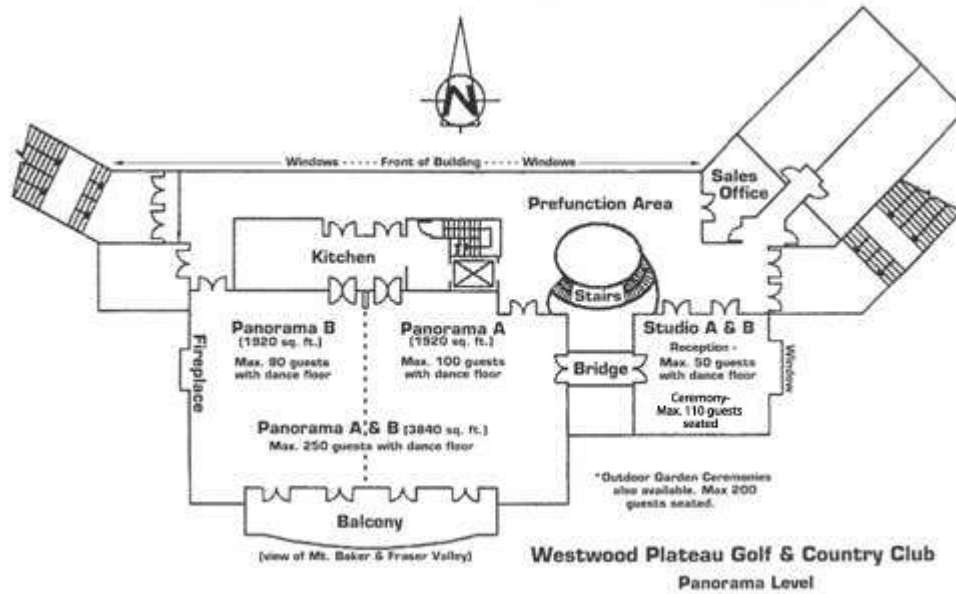 N
Windows - - - - - Front of Building - - - - - Windows
Sales
Office
Prefunction Area
Kitchen
Stairs
Panorama B
(1920 sq. ft.)
Max. 90 guests
with dance floor
Panorama A
(1920 sq. ft.)
Max. 100 guests
with dance floor
Studio A & B
Reception -
Max. 50 guests
with dance floor
Ceremony-
Max. 110 guests
seated
Fireplace
Bridge
Window
Panorama A & B (3840 sq. ft.)
Max. 250 guests with dance floor
*Outdoor Garden Ceremonies
also available. Max 200
guests seated.
Balcony
(view of Mt. Baker & Fraser Valley)
Westwood Plateau Golf & Country Club
Panorama Level